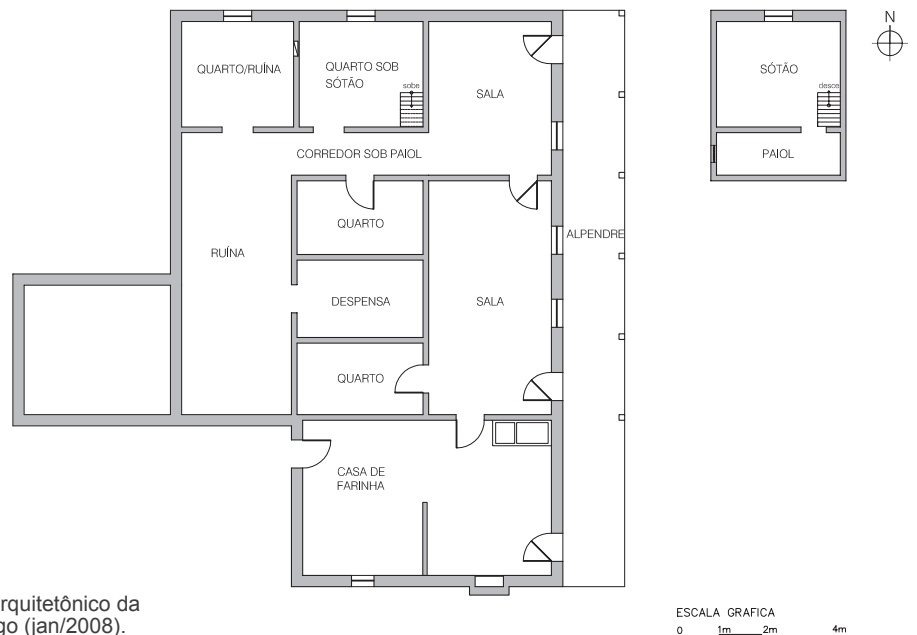 N
QUARTO/RUÍNA
QUARTO SOB
SÓTÃO
sobe
SALA
SÓTÃO
desce
CORREDOR SOB PAIOL
PAIOL
QUARTO
ALPENDRE
RUÍNA
DESPENSA
SALA
QUARTO
CASA DE
FARINHA
rquitetônico da
go (jan/2008).
ESCALA GRAFICA
0 1m 2m 4m